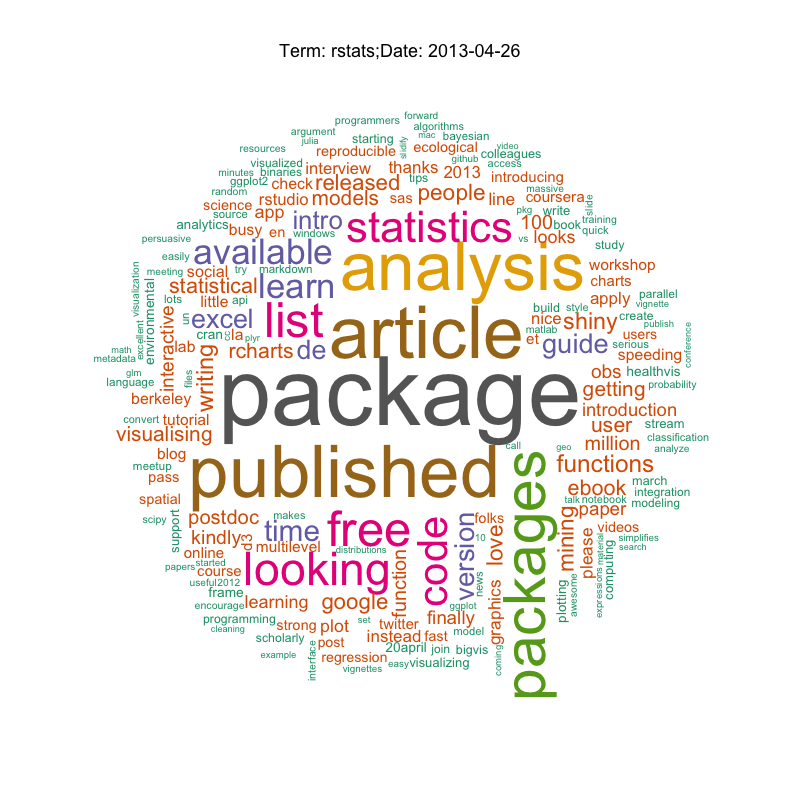 Term: rstats;Date: 2013-04-26
programmers forward
argument algorithms
julia starting mac bayesian
resources reproducible slidify ecological video
visualized interview thanks github colleagues
minutes binaries check released tips 2013 access introducing
ggplot2 rstudio models sas people line massive coursera
random science app intro statistics 100 pkg write book slide training
source busy en windows vs looks quick
analytics available analysis study
persuasive social try markdown workshop
easily statistical learn charts
meeting lots little api list article build style apply parallel
visualization environmental excel nice shiny vignette create
un cran c8 la plyr de matlab et guide serious users publish
excellent interactive lab rcharts speeding conference
math metadata writing package obs healthvis
glm language files getting probability
berkeley introduction
convert tutorial user stream
visualising million classification
blog published call geo functions analyze
meetup pass packages ebook march integration
spatial talk notebook modeling
scipy support postdoc makes free code version folks paper
kindly time 10 love mining videos simplifies
online d3 multilevel distributions please material search
papers started looking function news computing
course useful2012 expressions
frame learning google ggplot graphics plotting awesome
encourage programming set finally
cleaning strong plot twitter model
scholarly post instead fast
20april join bigvis
example interface regression easy visualizing coming
vignettes